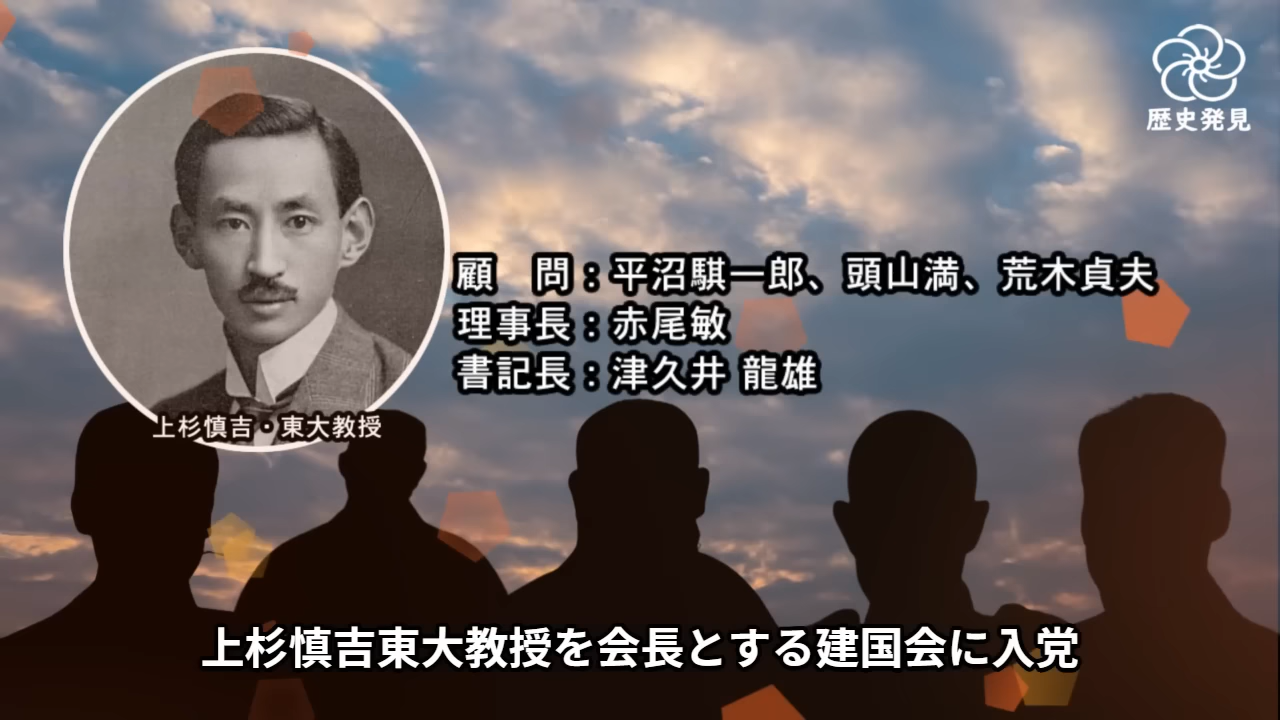 歴史発見
顧　問：平沼騏一郎、頭山満、荒木貞夫
理事長：赤尾敏
書記長：津久井 龍雄
上杉慎吉・東大教授
上杉慎吉東大教授を会長とする建国会に入党